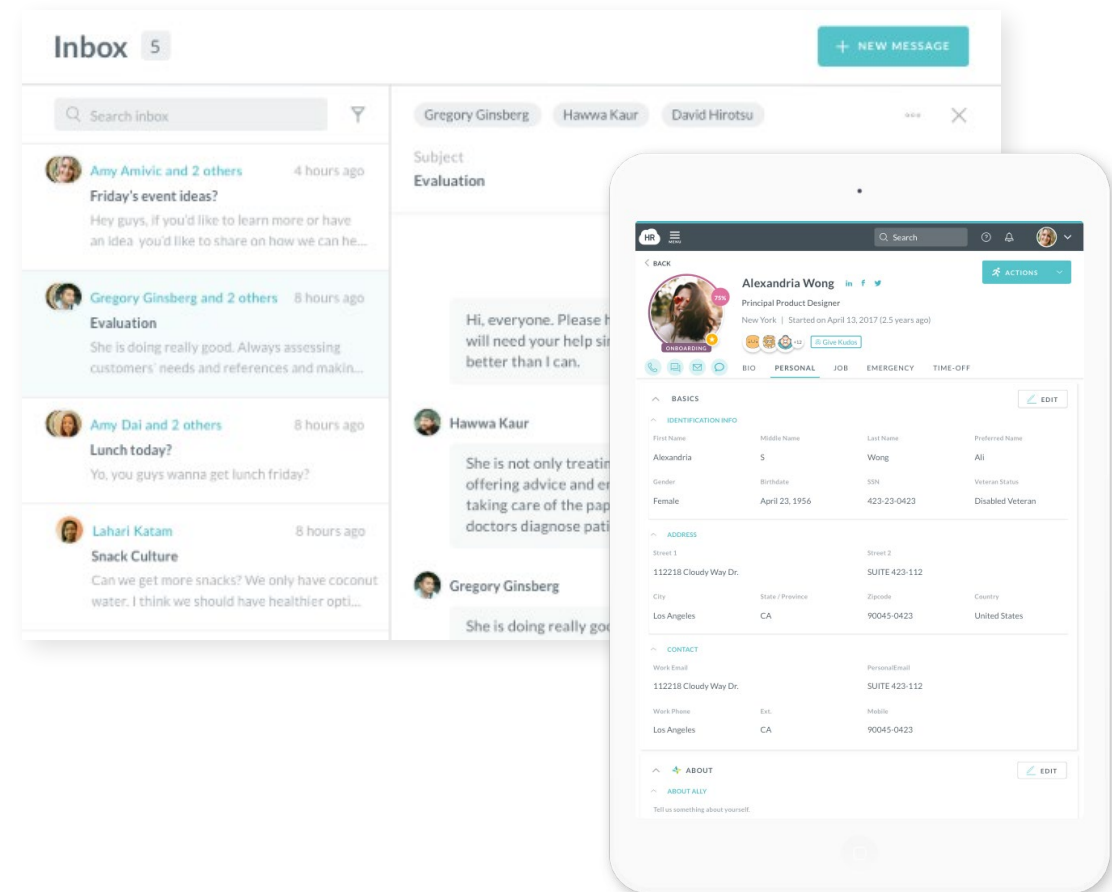 Inbox 5
+ NEW MESSAGE
Search inbox
Amy Amivic and 2 others 4 hours ago
Friday's event ideas?
Hey guys, if you'd like to learn more or have
an idea you'd like to share on how we can he...
Gregory Ginsberg and 2 others 8 hours ago
Evaluation
She is doing really good. Always assessing
customers' needs and references and makin...
Amy Dai and 2 others 8 hours ago
Lunch today?
Yo, you guys wanna get lunch friday?
Lahari Katam 8 hours ago
Snack Culture
Can we get more snacks? We only have coconut
water. I think we should have healthier opti...
Gregory Ginsberg Hawwa Kaur David Hirotsu
Subject
Evaluation
Hi, everyone. Please h
will need your help sin
better than I can.
Hawwa Kaur
She is not only treatin
offering advice and en
taking care of the pap
doctors diagnose pati
Gregory Ginsberg
She is doing really goo
HR MENU Search
BACK
ACTIONS
Alexandria Wong in f
75%
Principal Product Designer
New York | Started on April 13, 2017 (2.5 years ago)
ONBOARDING
+12 Give Kudos
BIO PERSONAL JOB EMERGENCY TIME-OFF
BASICS EDIT
IDENTIFICATION INFO
First Name Middle Name Last Name Preferred Name
Alexandria S Wong Ali
Gender Birthdate SSN Veteran Status
Female April 23, 1956 423-23-0423 Disabled Veteran
ADDRESS
Street 1 Street 2
112218 Cloudy Way Dr. SUITE 423-112
City State / Province Zipcode Country
Los Angeles CA 90045-0423 United States
CONTACT
Work Email PersonalEmail
112218 Cloudy Way Dr. SUITE 423-112
Work Phone Ext. Mobile
Los Angeles CA 90045-0423
ABOUT EDIT
ABOUT ALLY
Tell us something about yourself.